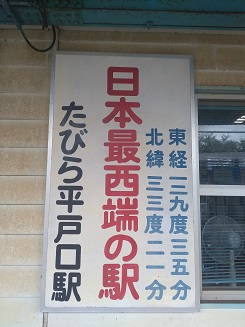 東経一二九度三五分
北緯三三度二一分
日本最西端の駅
たびら平戸口駅